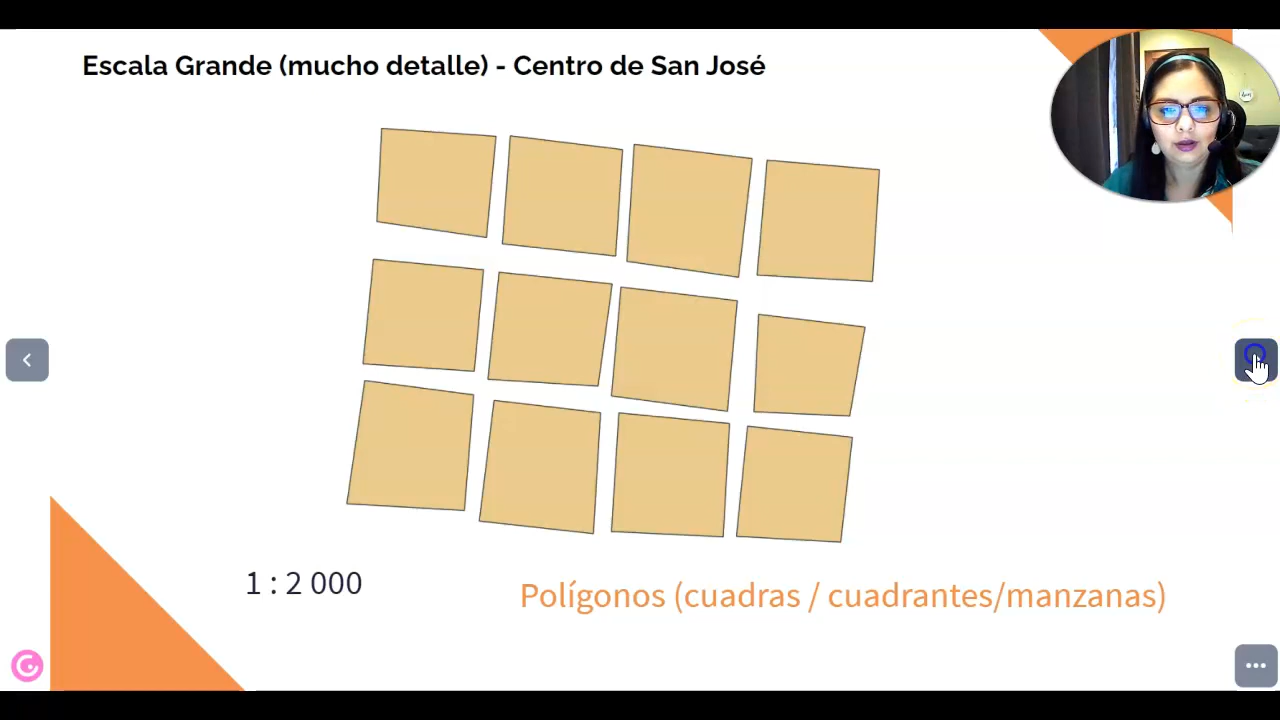 Escala Grande (mucho detalle) - Centro de San José
1 : 2 000
Polígonos (cuadras / cuadrantes/manzanas)